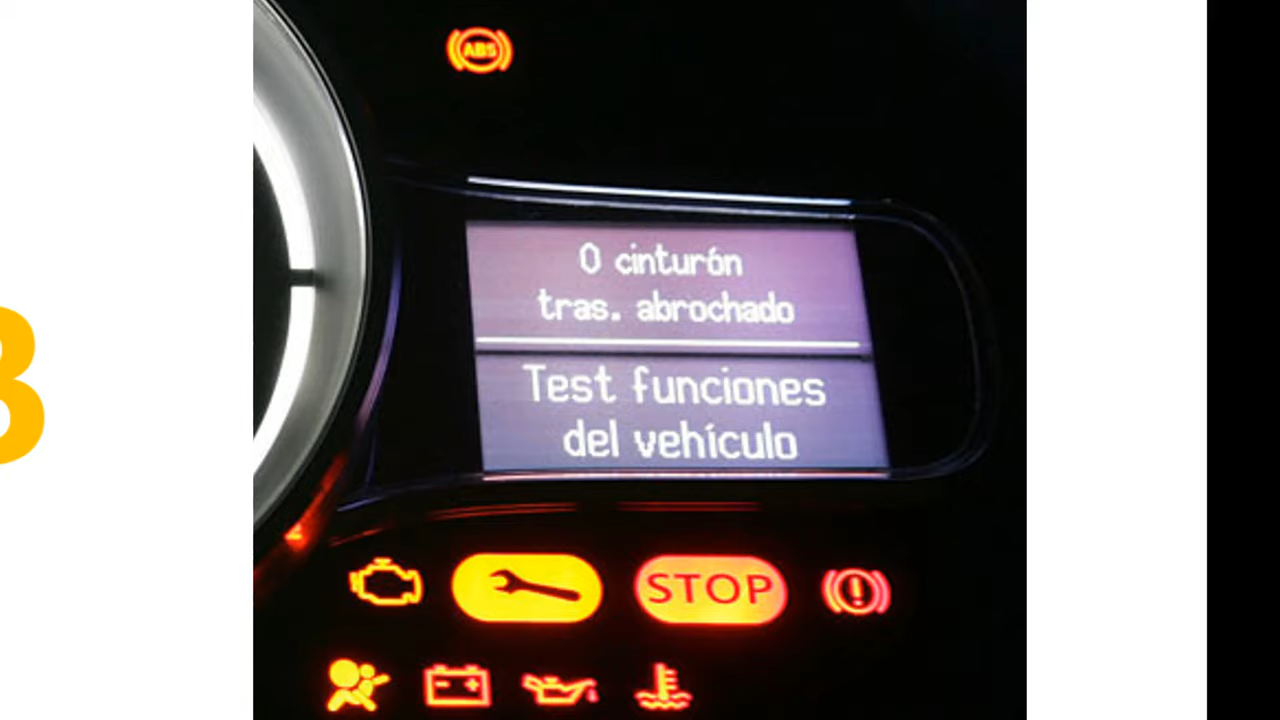 ABS
0 cinturón
tras. abrochado
Test funciones
del vehículo
STOP